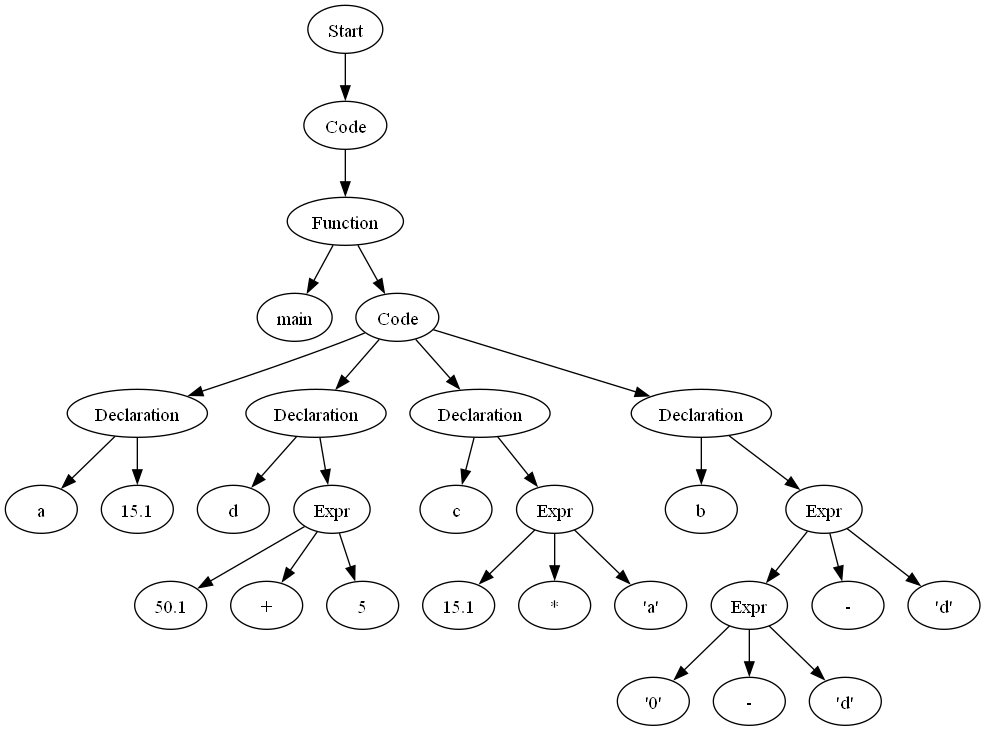 Start
Code
Function
main
Code
Declaration
Declaration
Declaration
Declaration
a
15.1
d
Expr
c
Expr
b
Expr
50.1
+
5
15.1
*
'a'
Expr
-
'd'
'0'
-
'd'